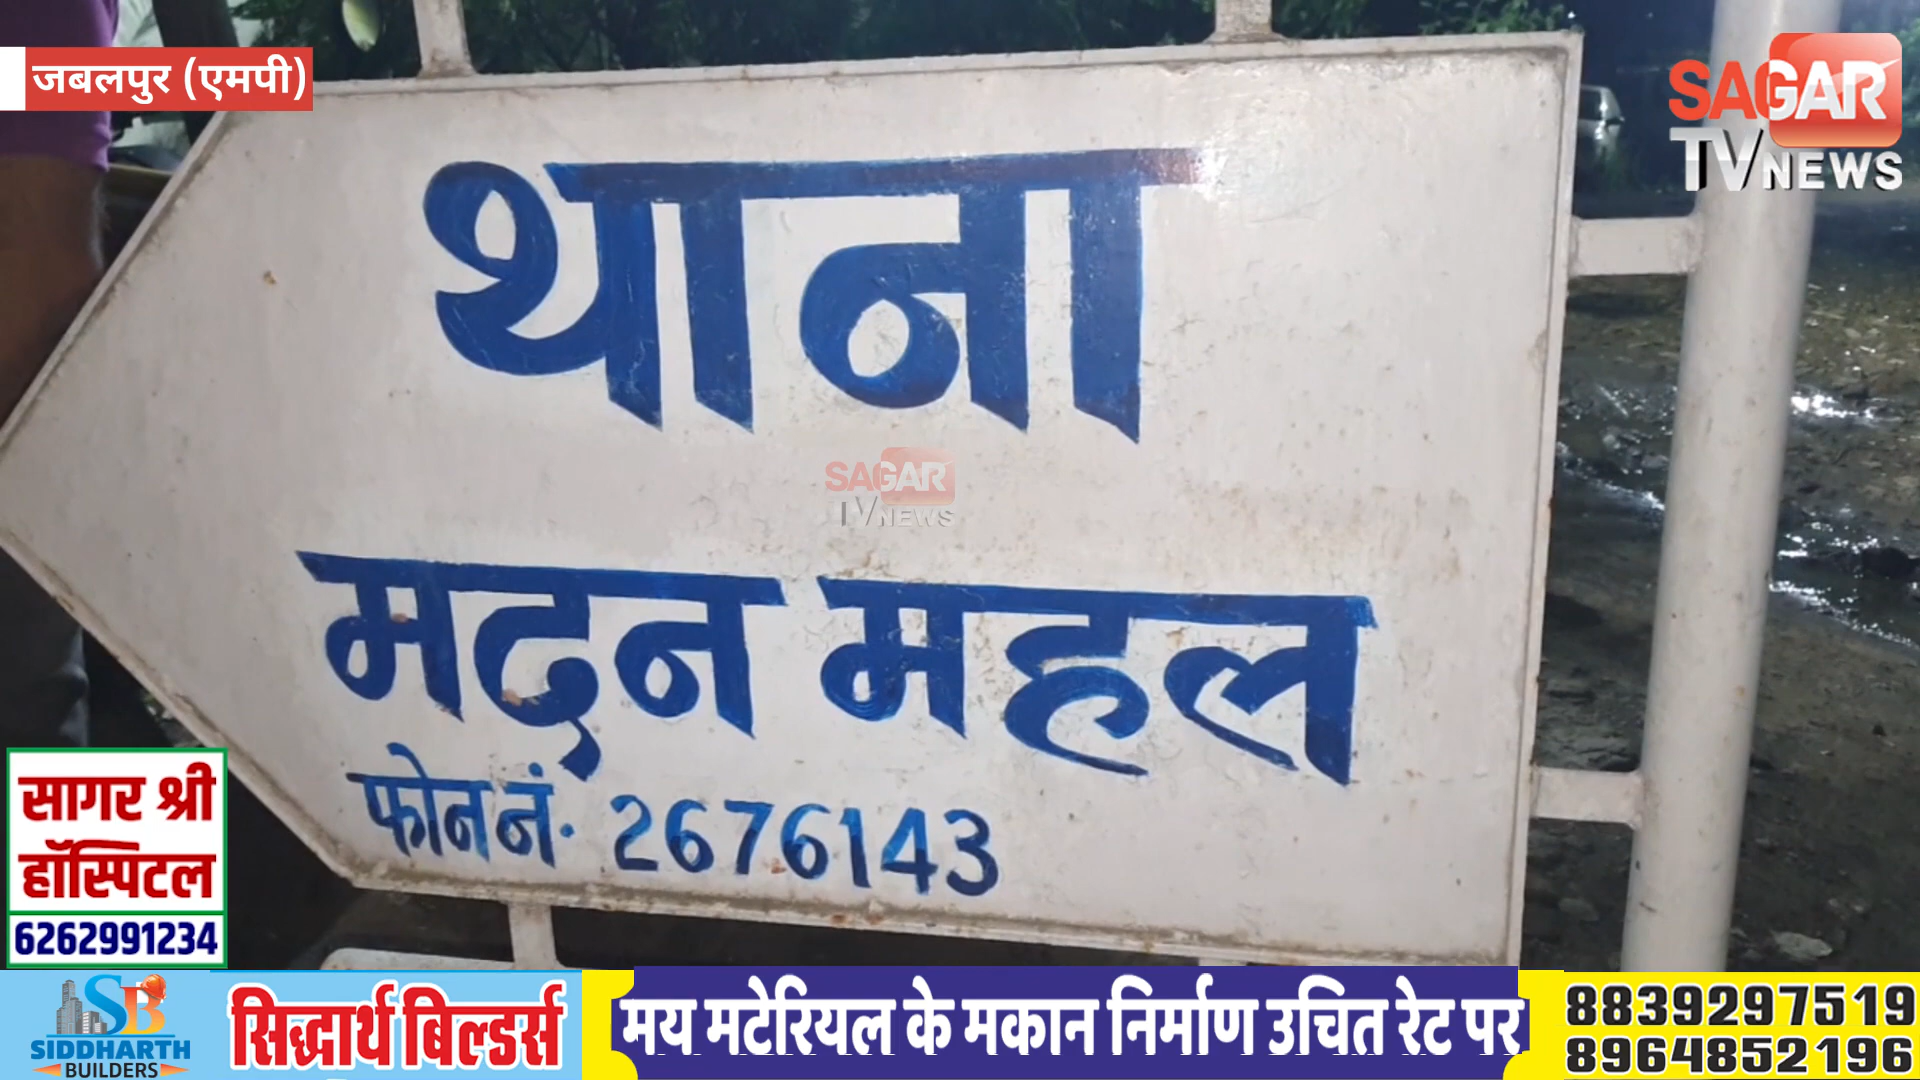 जबलपुर (एमपी)
SAGAR
TV NEWS
थाना
SAGAR
TV NEWS
मदन महल
फोन नं. 2676143
सागर श्री
हॉस्पिटल
6262991234
SB
SIDDHARTH
BUILDERS
सिद्धार्थ बिल्डर्स
मय मटेरियल के मकान निर्माण उचित रेट पर
8839297519
8964852196